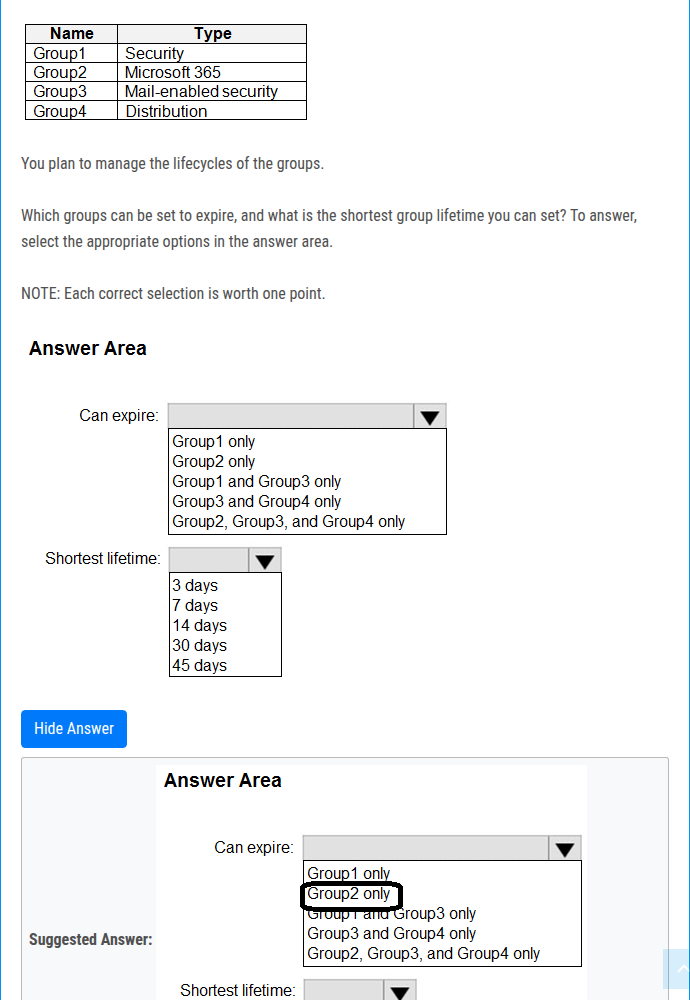 Name Type
Group1 Security
Group2 Microsoft 365
Group3 Mail-enabled security
Group4 Distribution
You plan to manage the lifecycles of the groups.
Which groups can be set to expire, and what is the shortest group lifetime you can set? To answer,
select the appropriate options in the answer area.
NOTE: Each correct selection is worth one point.
Answer Area
Can expire:
Group1 only
Group2 only
Group1 and Group3 only
Group3 and Group4 only
Group2, Group3, and Group4 only
Shortest lifetime:
3 days
7 days
14 days
30 days
45 days
Hide Answer
Answer Area
Can expire:
Group1 only
Group2 only
Group1 and Group3 only
Suggested Answer:
Group3 and Group4 only
Group2, Group3, and Group4 only
Shortest lifetime: